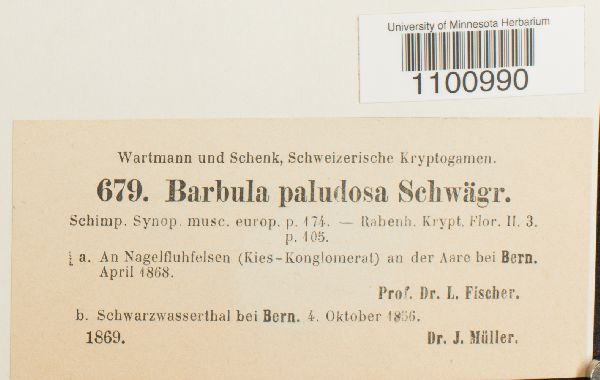 University of Minnesota Herbarium
1100990
Wartmann und Schenk, Schweizerische Kryptogamen.
679. Barbula paludosa Schwägr.
Schimp. Synop. musc. europ. p. 174. — Rabenh. Krypt. Flor. II. 3.
p. 105.
a. An Nagelfluhfelsen (Kies-Konglomerat) an der Aare bei Bern.
April 1868.
Prof. Dr. L. Fischer.
b. Schwarzwasserthal bei Bern. 4. Oktober 1856.
1869.
Dr. J. Müller.